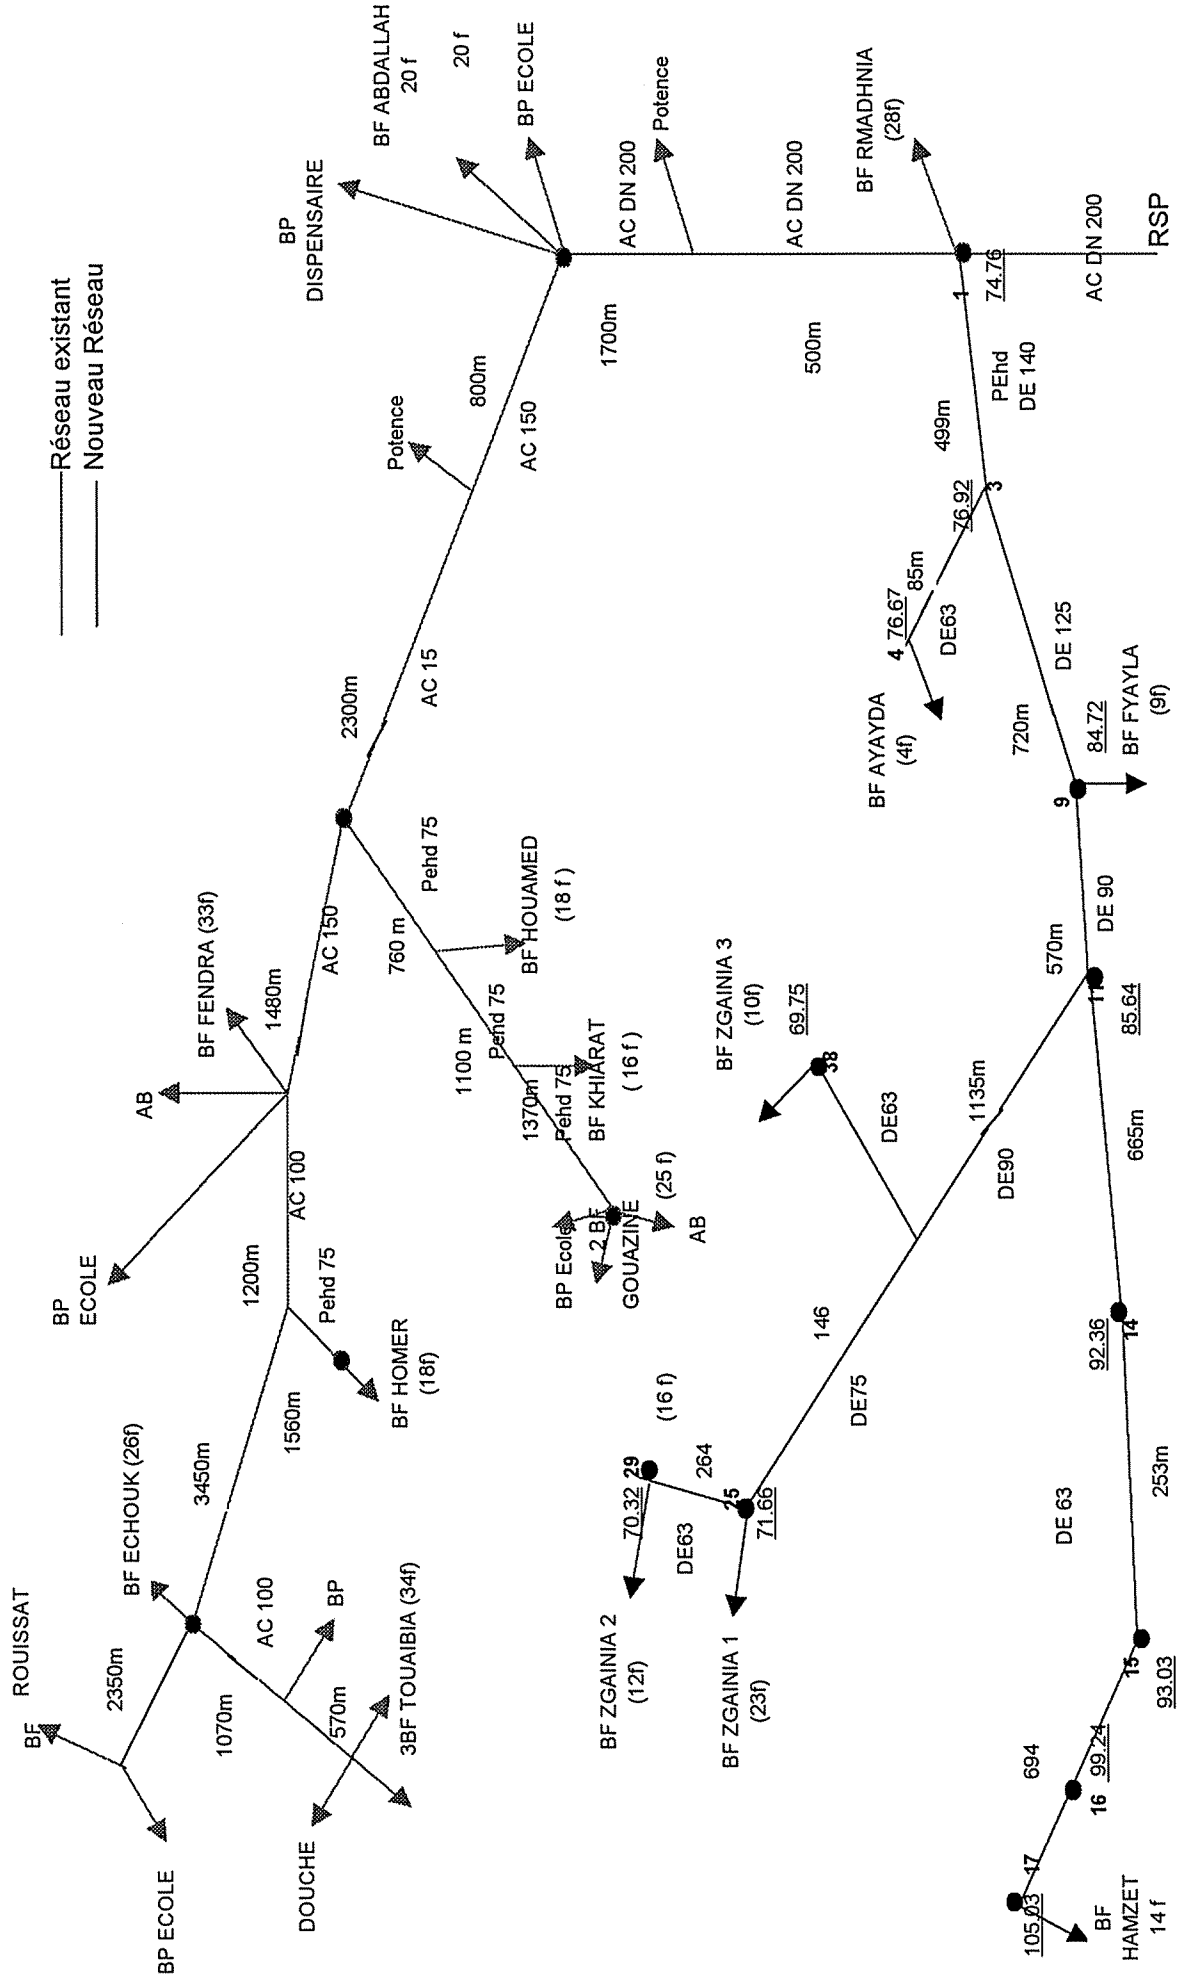 Réseau existant
Nouveau Réseau
ROUISSAT
BF
2350m
BP ECOLE
BF ECHOUK (26f)
3450m
AC 100
1070m
BP
570m
3BF TOUAIBIA (34f)
DOUCHE
BP
ECOLE
AB
BF FENDRA (33f)
1480m
AC 150
1200m
AC 100
1560m
Pehd 75
BF HOMER
(18f)
2300m
AC 15
Potence
800m
AC 150
BP
DISPENSAIRE
BF ABDALLAH
20 f
20 f
BP ECOLE
AC DN 200
Potence
1700m
AC DN 200
500m
BF RMADHNIA
(28f)
1
74.76
AC DN 200
RSP
Pehd 75
760 m
BF HOUAMED
(18 f )
1100 m
Pehd 75
BF KHIARAT
( 16 f )
1370m
Pehd 75
BP Ecole
2 BF
GOUAZINE
(25 f)
AB
499m
PEhd
DE 140
3
76.92
85m
DE63
4
76.67
BF AYAYDA
(4f)
720m
DE 125
9
84.72
BF FYAYLA
(9f)
570m
DE 90
11
85.64
BF ZGAINIA 3
(10f)
69.75
38
DE63
1135m
DE90
146
DE75
(16 f)
29
70.32
264
DE63
25
71.66
BF ZGAINIA 2
(12f)
BF ZGAINIA 1
(23f)
665m
92.36
14
253m
DE 63
15
93.03
694
99.24
16
17
105.03
BF
HAMZET
14 f